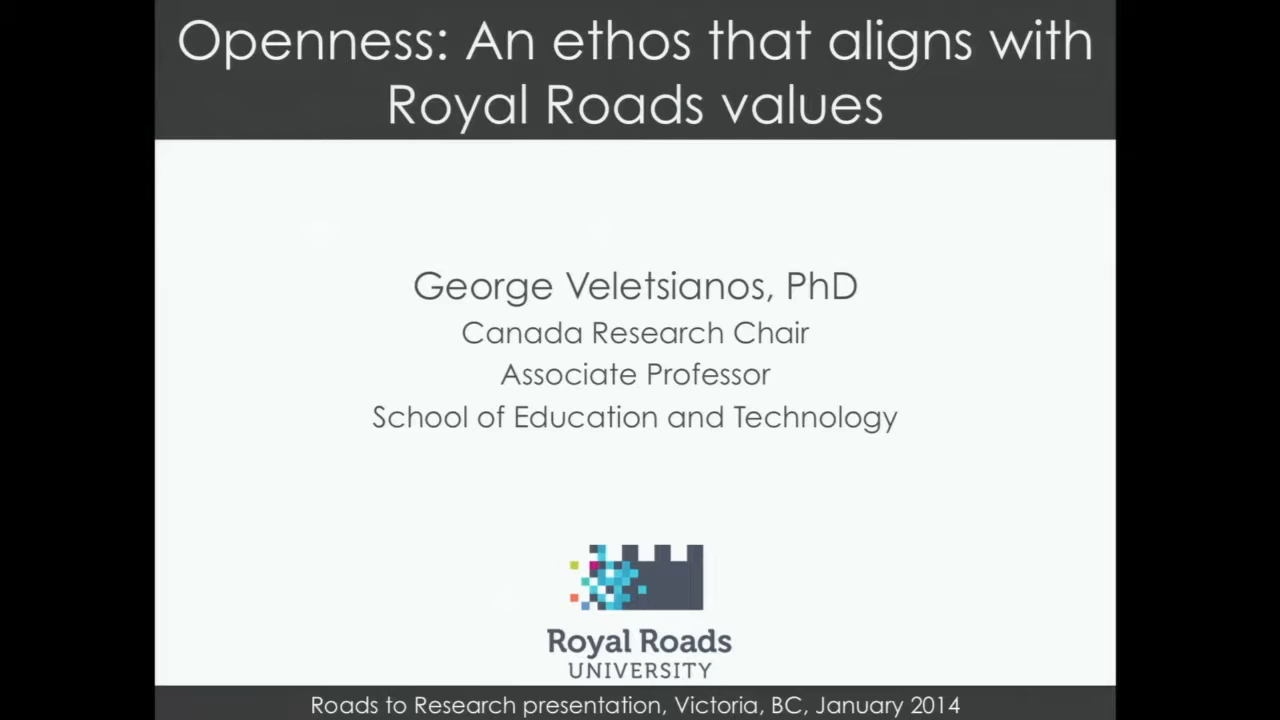 Openness: An ethos that aligns with
Royal Roads values
George Veletsianos, PhD
Canada Research Chair
Associate Professor
School of Education and Technology
Royal Roads
UNIVERSITY
Roads to Research presentation, Victoria, BC, January 2014